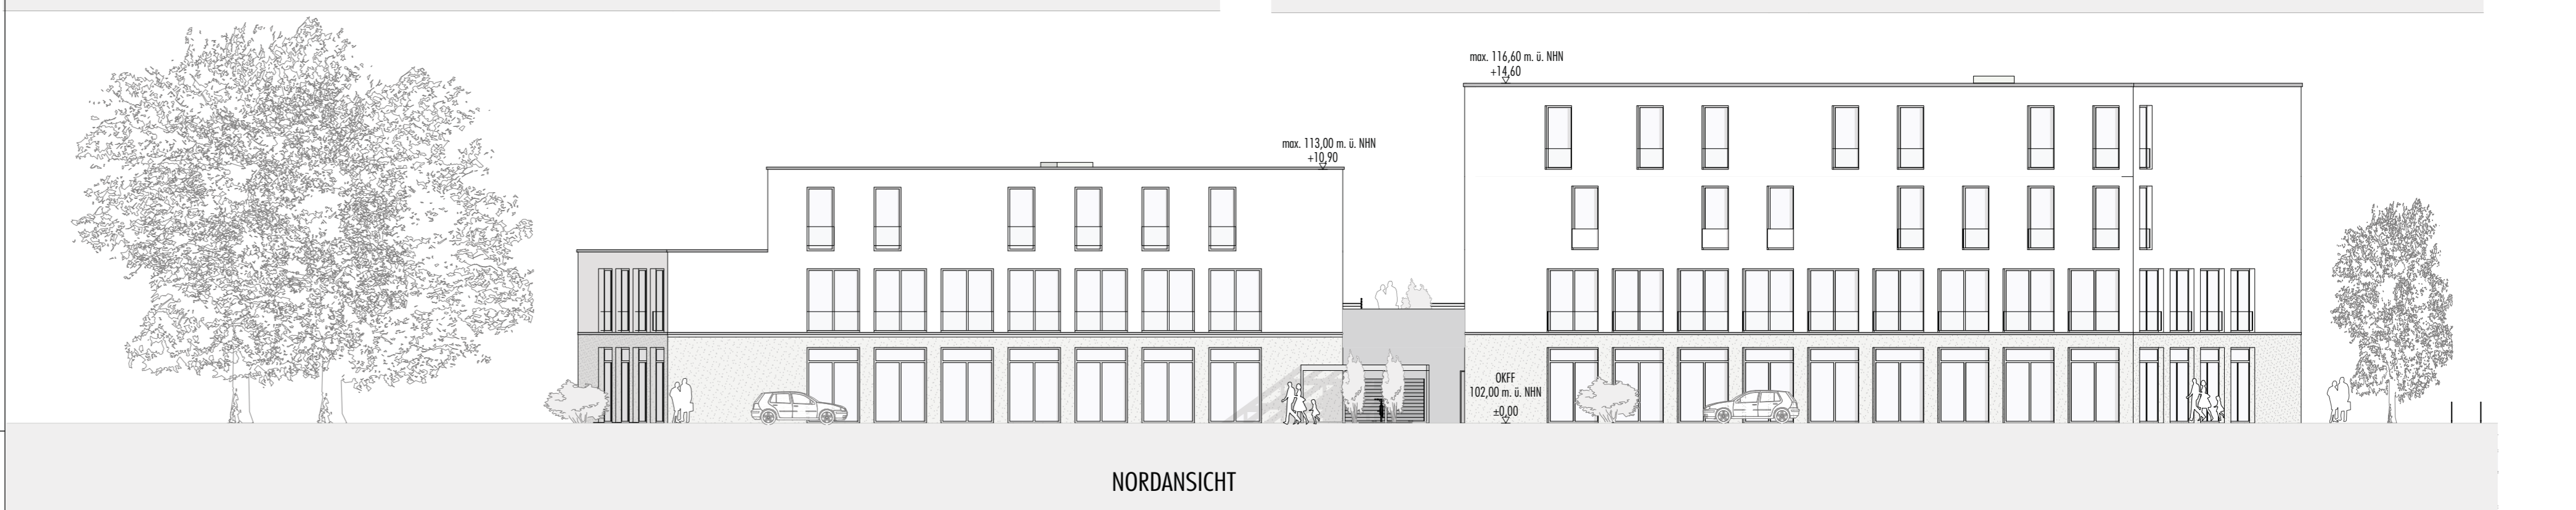 max. 116,60 m. ü. NHN
+14,60
max. 113,00 m. ü. NHN
+10,90
OKFF
102,00 m. ü. NHN
±0,00
NORDANSICHT